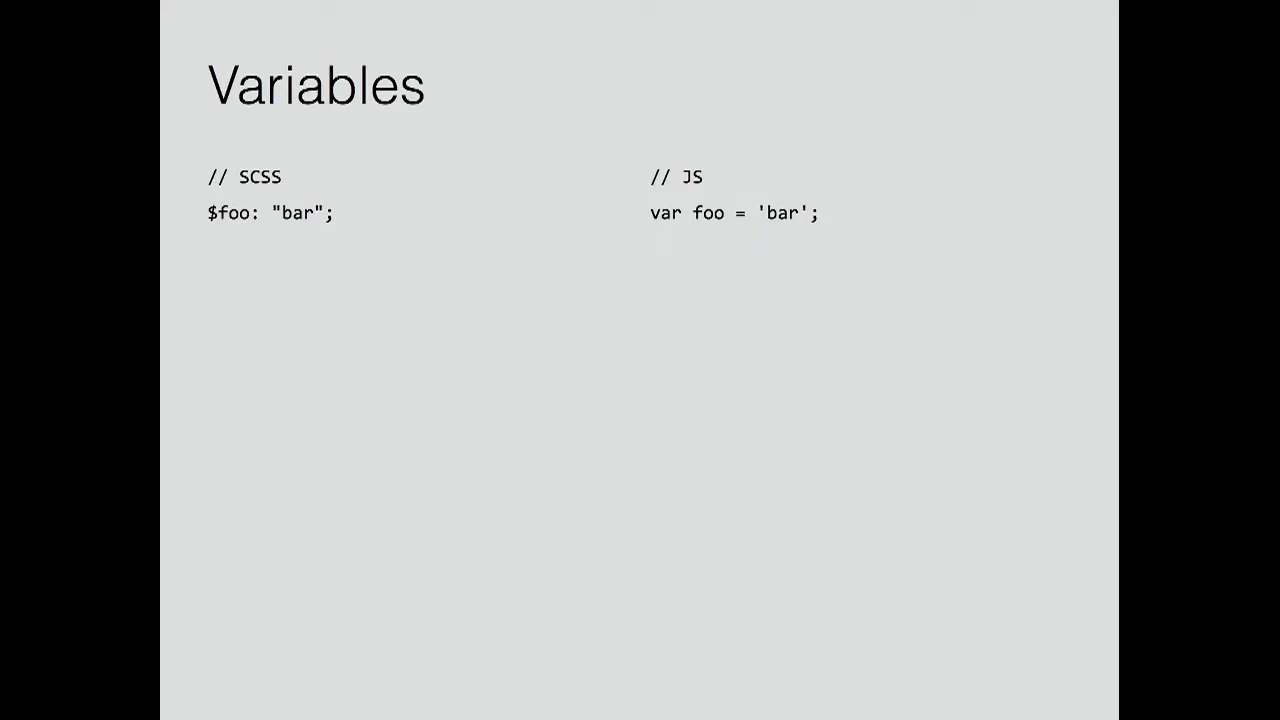 Variables
// SCSS
$foo: "bar";
// JS
var foo = 'bar';